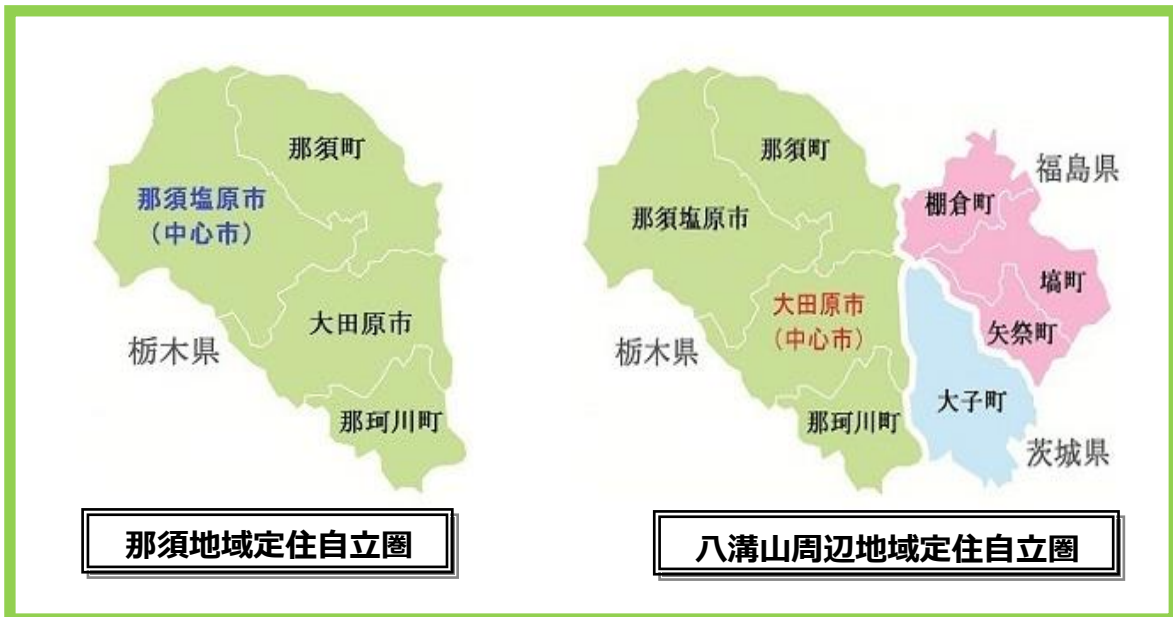 那須町
那須塩原市
(中心市)
大田原市
栃木県
那珂川町
那須地域定住自立圏
那須町
福島県
棚倉町
那須塩原市
塙町
大田原市
(中心市)
矢祭町
栃木県
大子町
那珂川町
茨城県
八溝山周辺地域定住自立圏